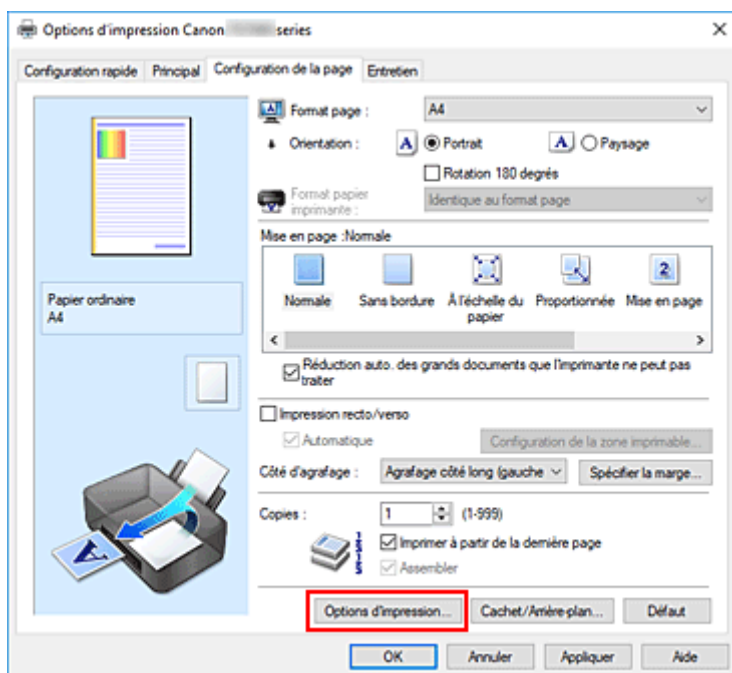 Options d'impression Canon series
Configuration rapide Principal Configuration de la page Entretien
Format page : A4
Orientation : A Portrait A Paysage
Rotation 180 degrés
Format papier
imprimante : Identique au format page
Mise en page :Normale
2
Normale Sans bordure À l'échelle du Proportionnée Mise en page
papier
Papier ordinaire
A4
Réduction auto. des grands documents que l'imprimante ne peut pas
traiter
Impression recto/verso
Automatique Configuration de la zone imprimable...
Côté d'agrafage : Agrafage côté long (gauche Spécifier la marge...
Copies : 1 (1-999)
Imprimer à partir de la dernière page
Assembler
Options d'impression... Cachet/Arrière-plan... Défaut
OK Annuler Appliquer Aide